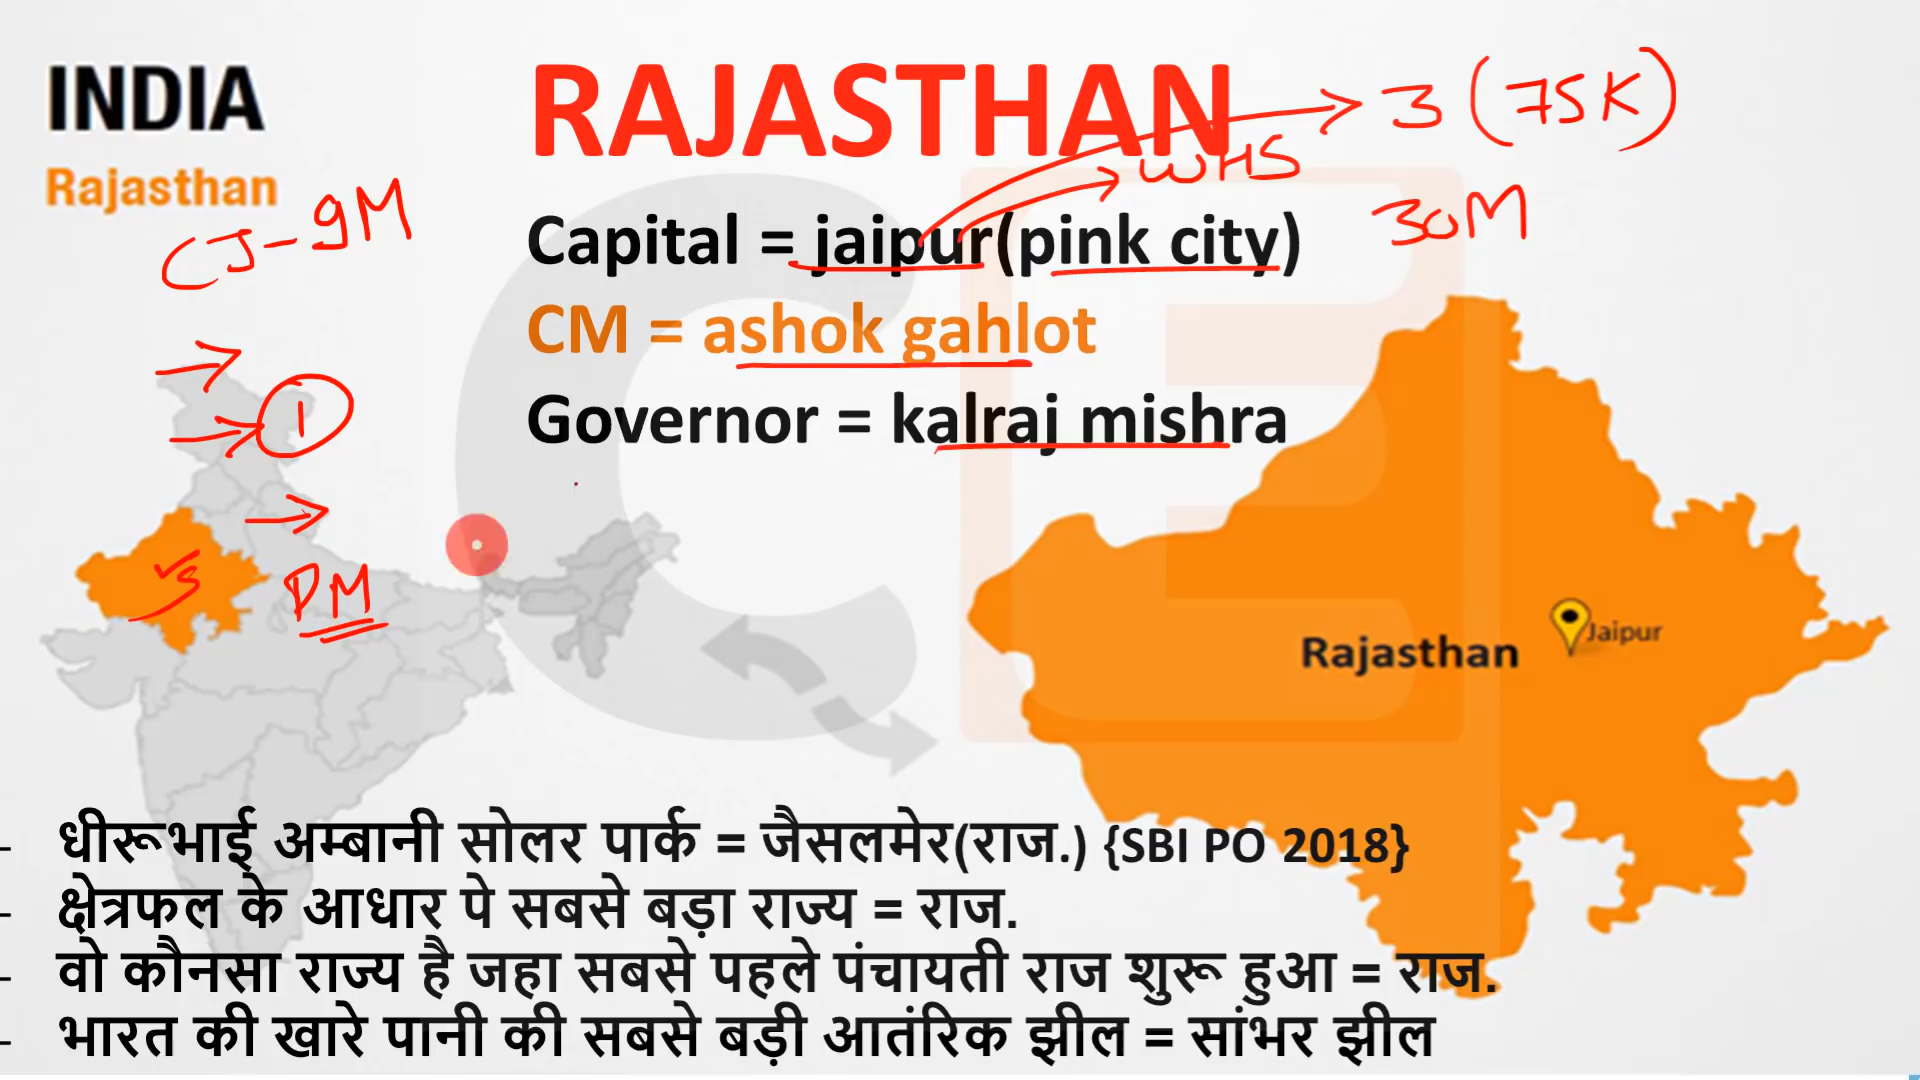 INDIA
Rajasthan
RAJASTHAN
3 (75K)
WHS
30M
CJ-9M
Capital = jaipur(pink city)
CM = ashok gahlot
Governor = kalraj mishra
1
PM
Rajasthan
Jaipur
- धीरूभाई अम्बानी सोलर पार्क = जैसलमेर(राज.) {SBI PO 2018}
- क्षेत्रफल के आधार पे सबसे बड़ा राज्य = राज.
- वो कौनसा राज्य है जहा सबसे पहले पंचायती राज शुरू हुआ = राज.
- भारत की खारे पानी की सबसे बड़ी आतंरिक झील = सांभर झील